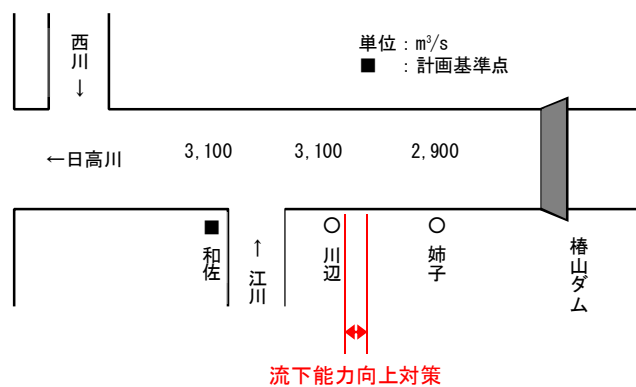 西川
↓
単位：m³/s
■ ：計画基準点
←日高川
3,100
3,100
2,900
■
和佐
↑
江川
○
川辺
○
姉子
椿山ダム
流下能力向上対策